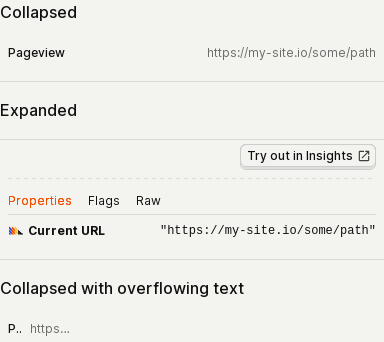 Collapsed
Pageview https://my-site.io/some/path
Expanded
Try out in Insights
Properties Flags Raw
Current URL "https://my-site.io/some/path"
Collapsed with overflowing text
P.. https...